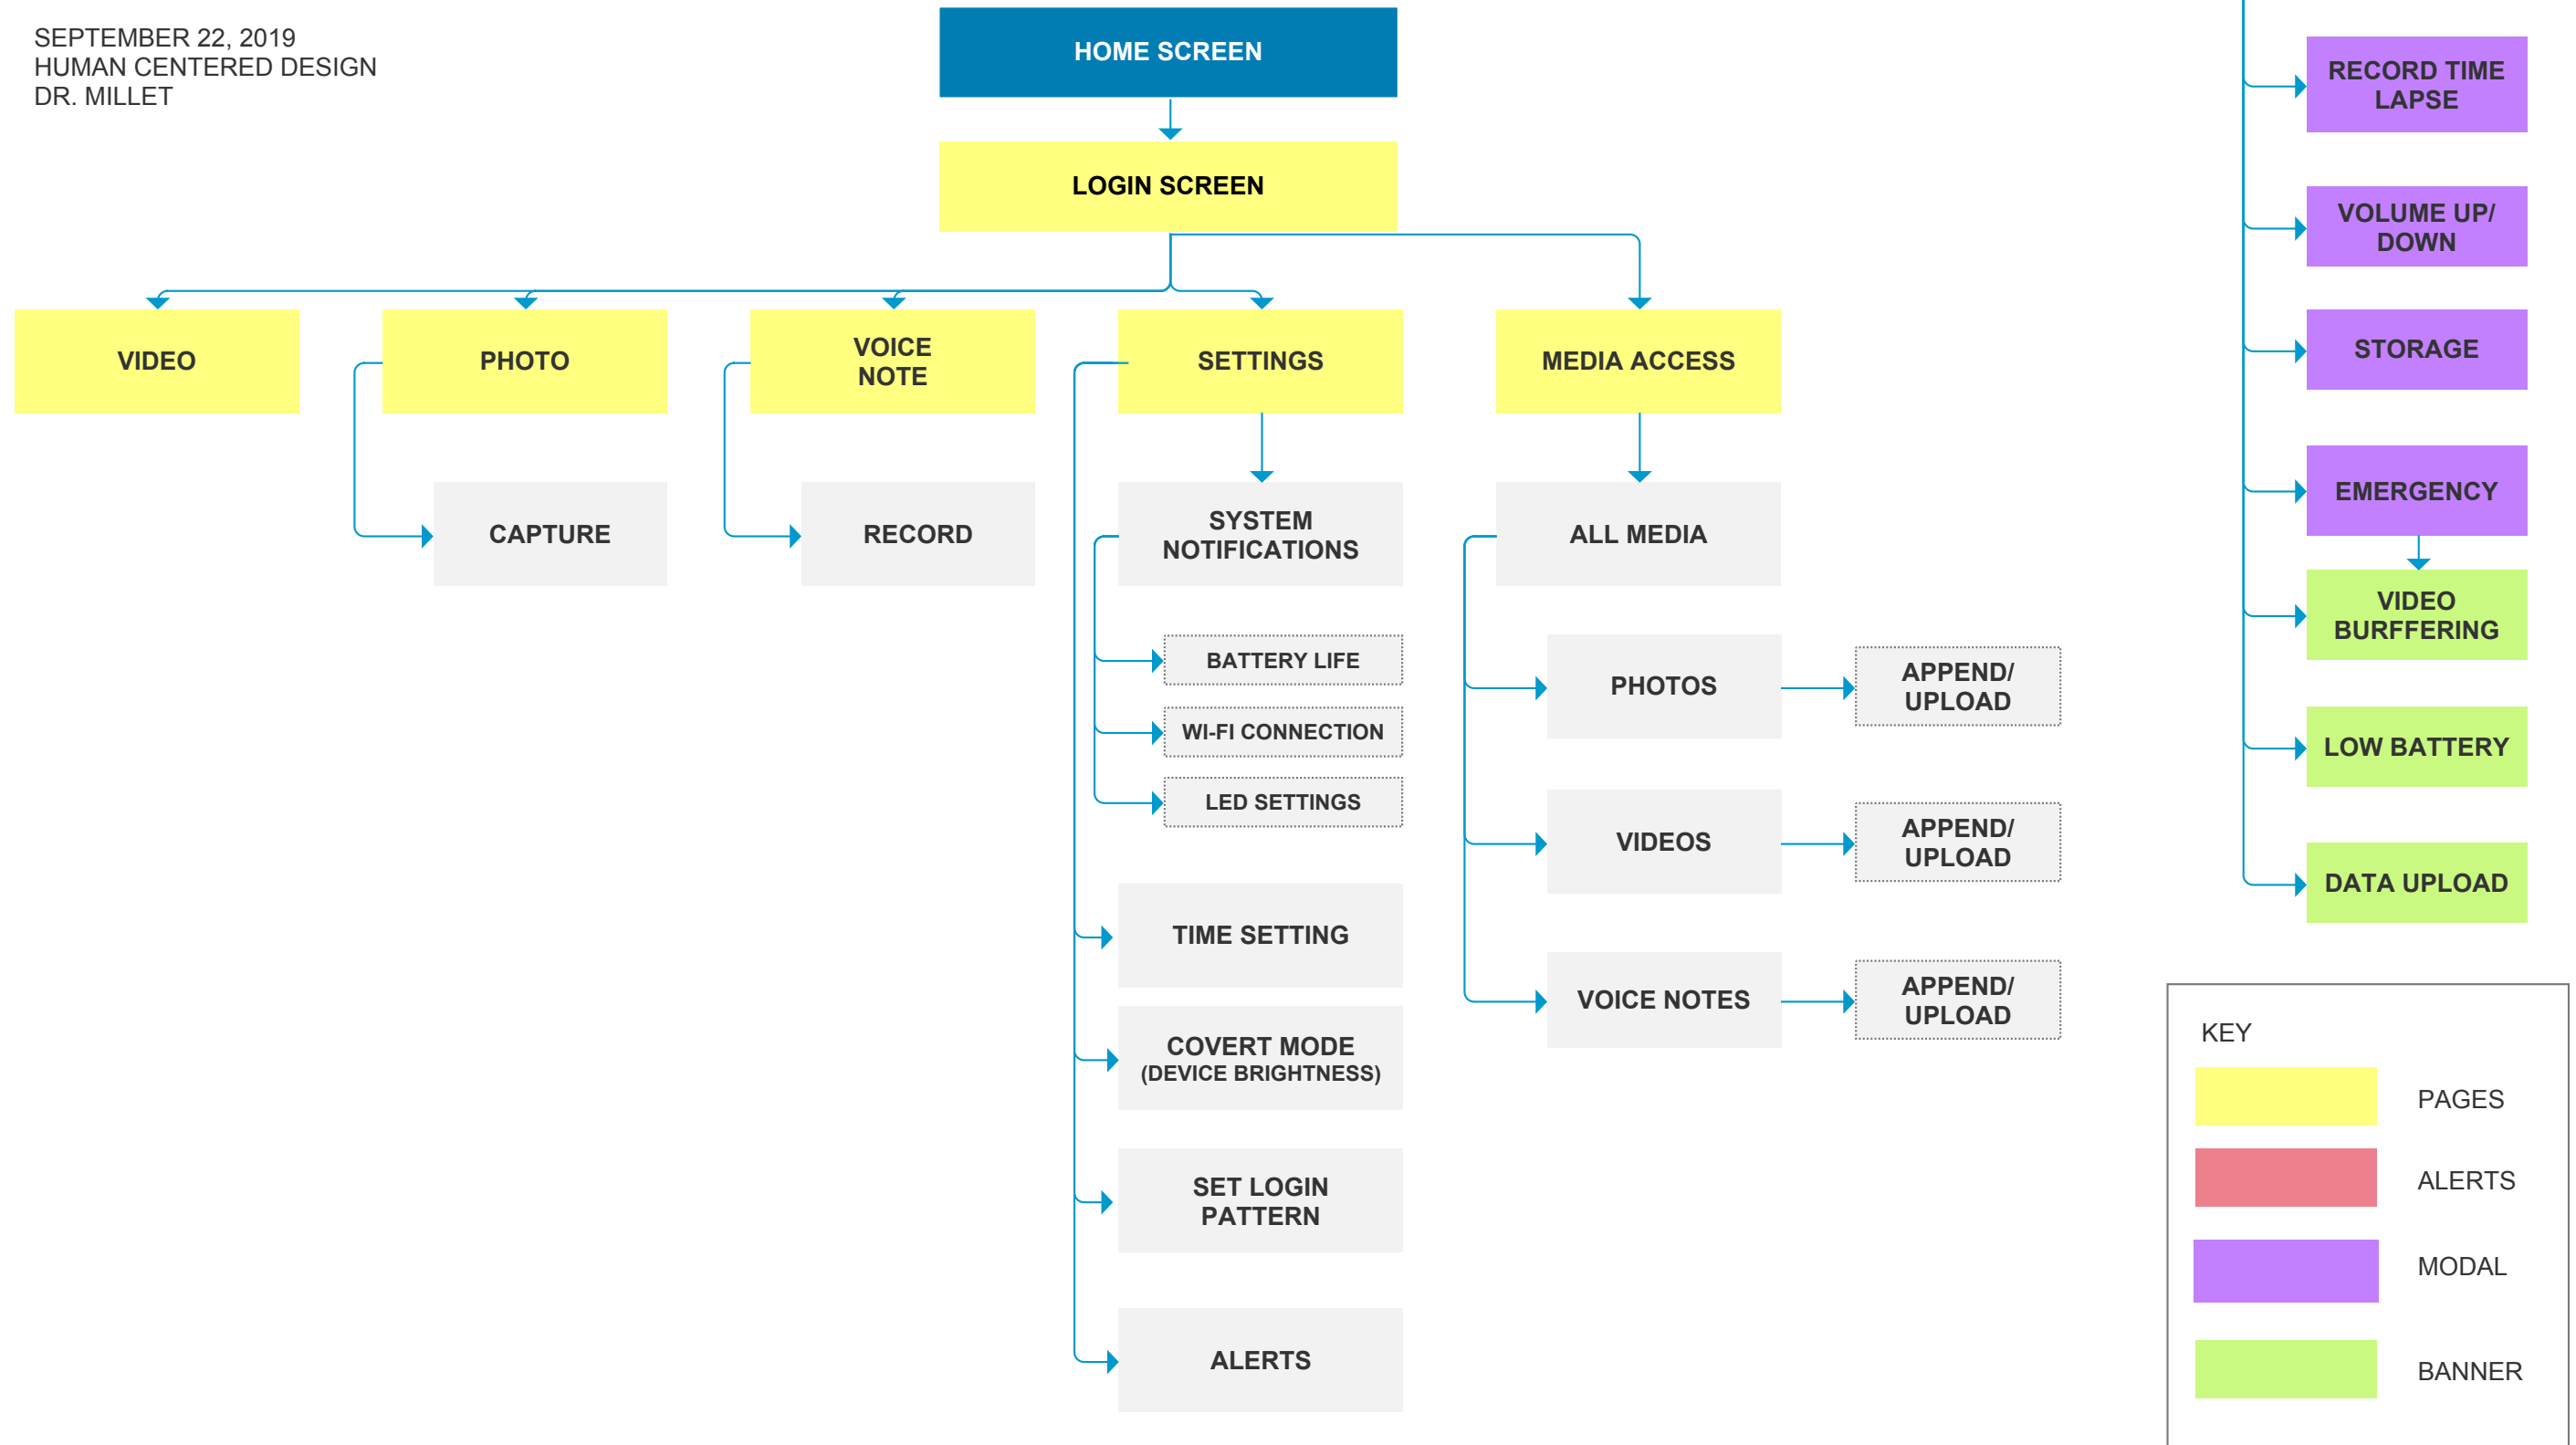 SEPTEMBER 22, 2019
HUMAN CENTERED DESIGN
DR. MILLET
HOME SCREEN
LOGIN SCREEN
VIDEO
PHOTO
VOICE
NOTE
SETTINGS
MEDIA ACCESS
CAPTURE
RECORD
SYSTEM
NOTIFICATIONS
BATTERY LIFE
WI-FI CONNECTION
LED SETTINGS
TIME SETTING
COVERT MODE
(DEVICE BRIGHTNESS)
SET LOGIN
PATTERN
ALERTS
ALL MEDIA
PHOTOS
APPEND/
UPLOAD
VIDEOS
APPEND/
UPLOAD
VOICE NOTES
APPEND/
UPLOAD
RECORD TIME
LAPSE
VOLUME UP/
DOWN
STORAGE
EMERGENCY
VIDEO
BURFFERING
LOW BATTERY
DATA UPLOAD
KEY
PAGES
ALERTS
MODAL
BANNER